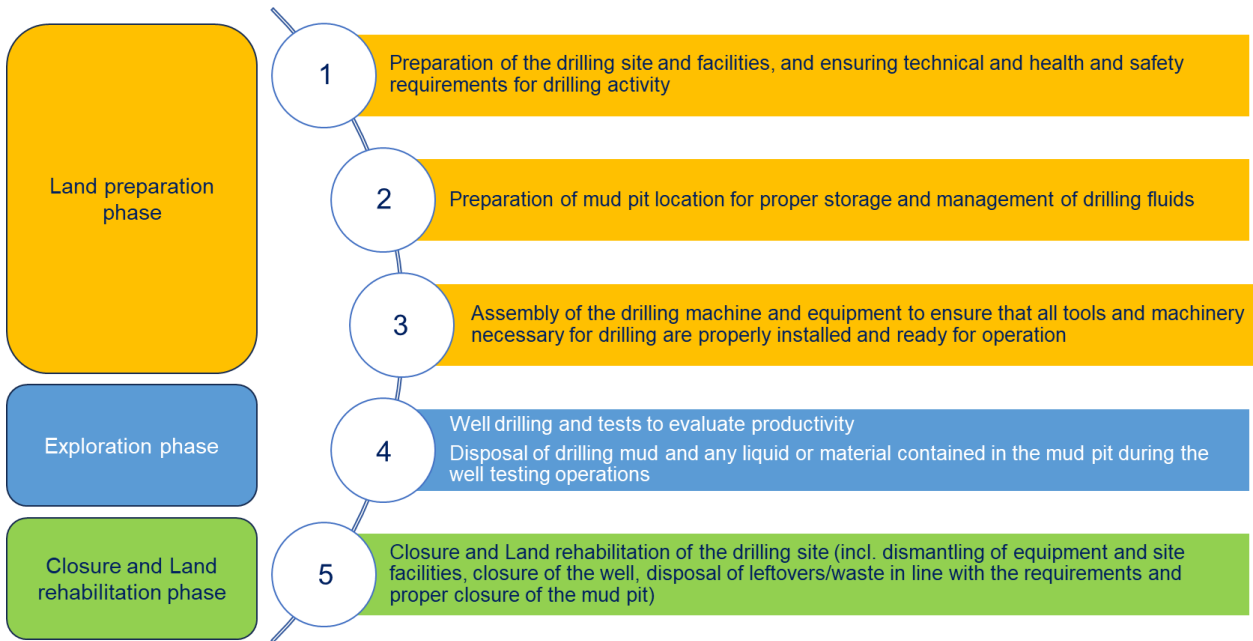 Land preparation
phase
1
Preparation of the drilling site and facilities, and ensuring technical and health and safety
requirements for drilling activity
2
Preparation of mud pit location for proper storage and management of drilling fluids
3
Assembly of the drilling machine and equipment to ensure that all tools and machinery
necessary for drilling are properly installed and ready for operation
Exploration phase
4
Well drilling and tests to evaluate productivity
Disposal of drilling mud and any liquid or material contained in the mud pit during the
well testing operations
Closure and Land
rehabilitation phase
5
Closure and Land rehabilitation of the drilling site (incl. dismantling of equipment and site
facilities, closure of the well, disposal of leftovers/waste in line with the requirements and
proper closure of the mud pit)